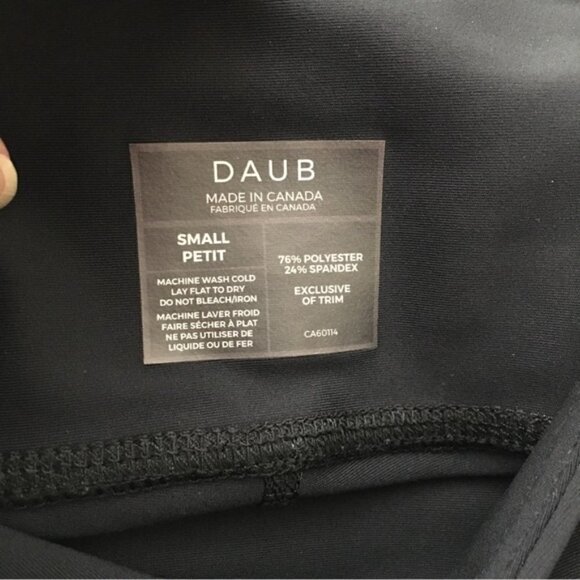 DAUB
MADE IN CANADA
FABRIQUÉ EN CANADA
SMALL
PETIT
MACHINE WASH COLD
LAY FLAT TO DRY
DO NOT BLEACH/IRON
MACHINE LAVER FROID
FAIRE SÉCHER À PLAT
NE PAS UTILISER DE
LIQUIDE OU DE FER
76% POLYESTER
24% SPANDEX
EXCLUSIVE
OF TRIM
CA60114